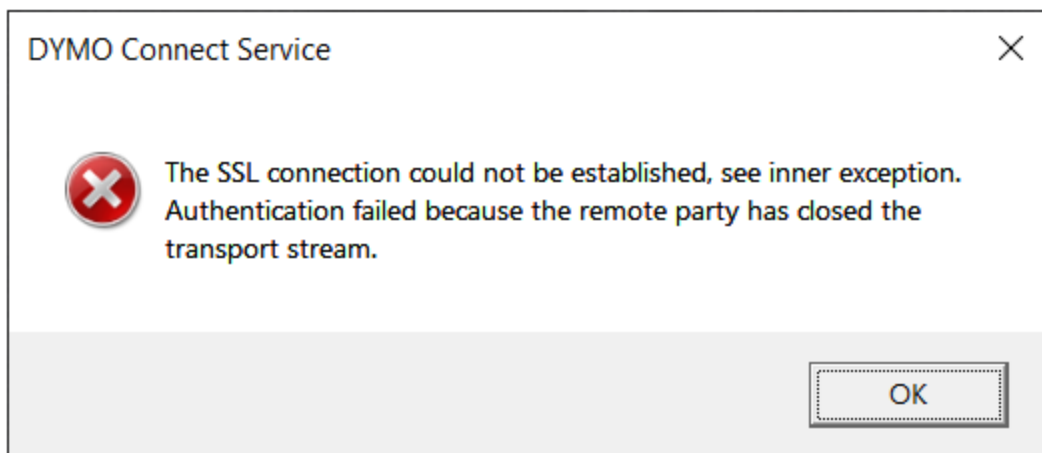 DYMO Connect Service
The SSL connection could not be established, see inner exception.
Authentication failed because the remote party has closed the
transport stream.
OK